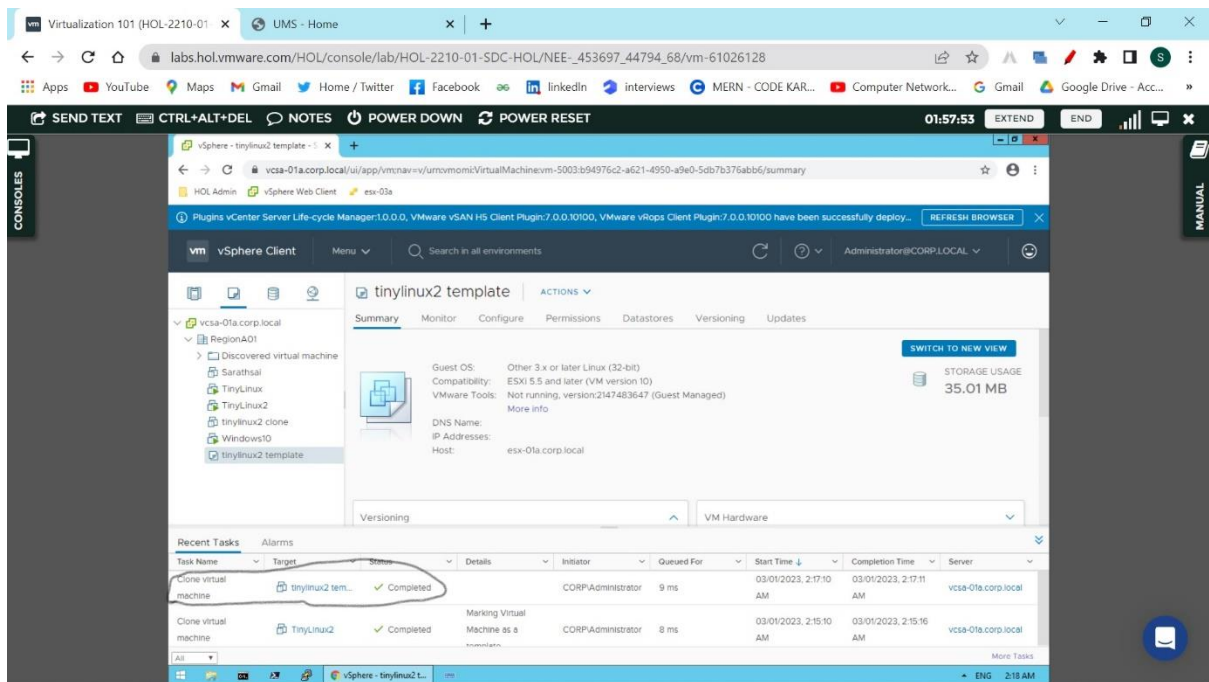 Virtualization 101 (HOL-2210-01-
UMS - Home
labs.hol.vmware.com/HOL/console/lab/HOL-2210-01-SDC-HOL/NEE-_453697_44794_68/vm-61026128
S
Apps YouTube Maps Gmail Home / Twitter Facebook linkedIn interviews MERN - CODE KAR... Computer Network... Gmail Google Drive - Acc... »
SEND TEXT CTRL+ALT+DEL NOTES POWER DOWN POWER RESET 01:57:53 EXTEND END
CONSOLES
MANUAL
vSphere - tinylinux2 template - S
vcsa-01a.corp.local/ui/app/vm;nav=v/urn:vmomi:VirtualMachine:vm-5003:b94976c2-a621-4950-a9e0-5db7b376abb6/summary
HOL Admin vSphere Web Client esx-03a
Plugins vCenter Server Life-cycle Manager:1.0.0.0, VMware vSAN H5 Client Plugin:7.0.0.10100, VMware vRops Client Plugin:7.0.0.10100 have been successfully deploy... REFRESH BROWSER
vm vSphere Client Menu Search in all environments Administrator@CORP.LOCAL
tinylinux2 template ACTIONS
Summary Monitor Configure Permissions Datastores Versioning Updates
vcsa-01a.corp.local
RegionA01
Discovered virtual machine
Sarathsai
TinyLinux
TinyLinux2
tinylinux2 clone
Windows10
tinylinux2 template
SWITCH TO NEW VIEW
Guest OS: Other 3.x or later Linux (32-bit)
Compatibility: ESXi 5.5 and later (VM version 10)
VMware Tools: Not running, version:2147483647 (Guest Managed)
More info
DNS Name:
IP Addresses:
Host: esx-01a.corp.local
STORAGE USAGE
35.01 MB
Versioning
VM Hardware
Recent Tasks Alarms
Task Name Target Status Details Initiator Queued For Start Time Completion Time Server
Clone virtual machine tinylinux2 tem... Completed CORP\Administrator 9 ms 03/01/2023, 2:17:10 AM 03/01/2023, 2:17:11 AM vcsa-01a.corp.local
Clone virtual machine TinyLinux2 Completed Marking Virtual Machine as a template CORP\Administrator 8 ms 03/01/2023, 2:15:10 AM 03/01/2023, 2:15:16 AM vcsa-01a.corp.local
All More Tasks
vSphere - tinylinux2 t... ENG 2:18 AM